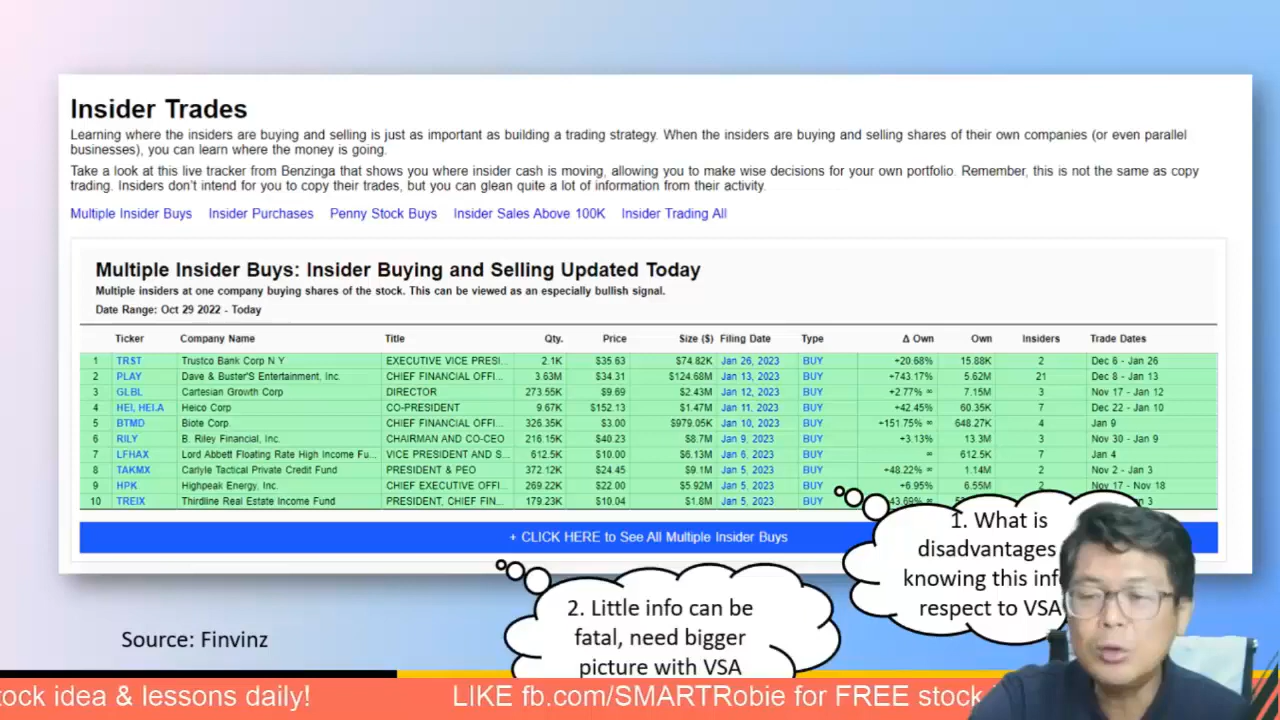 Insider Trades
Learning where the insiders are buying and selling is just as important as building a trading strategy. When the insiders are buying and selling shares of their own companies (or even parallel
businesses), you can learn where the money is going.
Take a look at this live tracker from Benzinga that shows you where insider cash is moving, allowing you to make wise decisions for your own portfolio. Remember, this is not the same as copy
trading. Insiders don't intend for you to copy their trades, but you can glean quite a lot of information from their activity.
Multiple Insider Buys Insider Purchases Penny Stock Buys Insider Sales Above 100K Insider Trading All
Multiple Insider Buys: Insider Buying and Selling Updated Today
Multiple insiders at one company buying shares of the stock. This can be viewed as an especially bullish signal.
Date Range: Oct 29 2022 - Today
Ticker Company Name Title Qty. Price Size ($) Filing Date Type Δ Own Own Insiders Trade Dates
1 TRST Trustco Bank Corp N Y EXECUTIVE VICE PRESI... 2.1K $35.63 $74.82K Jan 26, 2023 BUY +20.68% 15.88K 2 Dec 6 - Jan 26
2 PLAY Dave & Buster'S Entertainment, Inc. CHIEF FINANCIAL OFFI... 3.63M $34.31 $124.68M Jan 13, 2023 BUY +743.17% 5.62M 21 Dec 8 - Jan 13
3 GLBL Cartesian Growth Corp DIRECTOR 273.55K $9.69 $2.43M Jan 12, 2023 BUY +2.77% ∞ 7.15M 3 Nov 17 - Jan 12
4 HEI, HEI.A Heico Corp CO-PRESIDENT 9.67K $152.13 $1.47M Jan 11, 2023 BUY +42.45% 60.35K 7 Dec 22 - Jan 10
5 BTMD Biote Corp. CHIEF FINANCIAL OFFI... 326.35K $3.00 $979.05K Jan 10, 2023 BUY +151.75% ∞ 648.27K 4 Jan 9
6 RILY B. Riley Financial, Inc. CHAIRMAN AND CO-CEO 216.15K $40.23 $8.7M Jan 9, 2023 BUY +3.13% 13.3M 3 Nov 30 - Jan 9
7 LFHAX Lord Abbett Floating Rate High Income Fu... VICE PRESIDENT AND S... 612.5K $10.00 $6.13M Jan 6, 2023 BUY ∞ 612.5K 7 Jan 4
8 TAKMX Carlyle Tactical Private Credit Fund PRESIDENT & PEO 372.12K $24.45 $9.1M Jan 5, 2023 BUY +48.22% ∞ 1.14M 2 Nov 2 - Jan 3
9 HPK Highpeak Energy, Inc. CHIEF EXECUTIVE OFFI... 269.22K $22.00 $5.92M Jan 5, 2023 BUY +6.95% 6.55M 2 Nov 17 - Nov 18
10 TREIX Thirdline Real Estate Income Fund PRESIDENT, CHIEF FIN... 179.23K $10.04 $1.8M Jan 5, 2023 BUY
+ CLICK HERE to See All Multiple Insider Buys
1. What is
disadvantages
knowing this
respect to VSA
2. Little info can be
fatal, need bigger
picture with VSA
Source: Finvinz
tock idea & lessons daily! LIKE fb.com/SMARTRobie for FREE stock